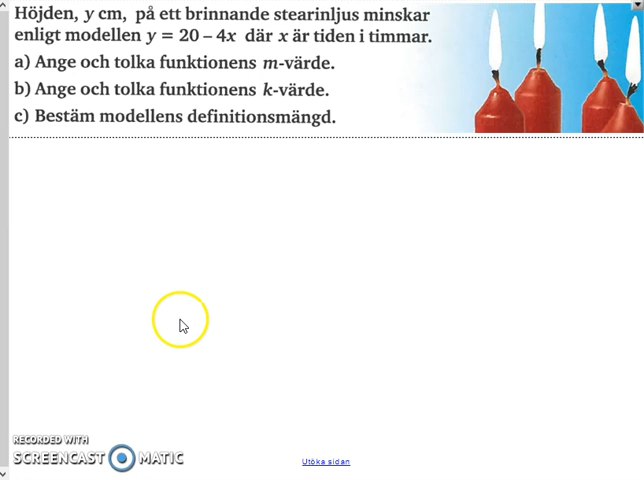 Höjden, y cm, på ett brinnande stearinljus minskar
enligt modellen y = 20 – 4x där x är tiden i timmar.
a) Ange och tolka funktionens m-värde.
b) Ange och tolka funktionens k-värde.
c) Bestäm modellens definitionsmängd.
RECORDED WITH
SCREENCAST MATIC
Utöka sidan